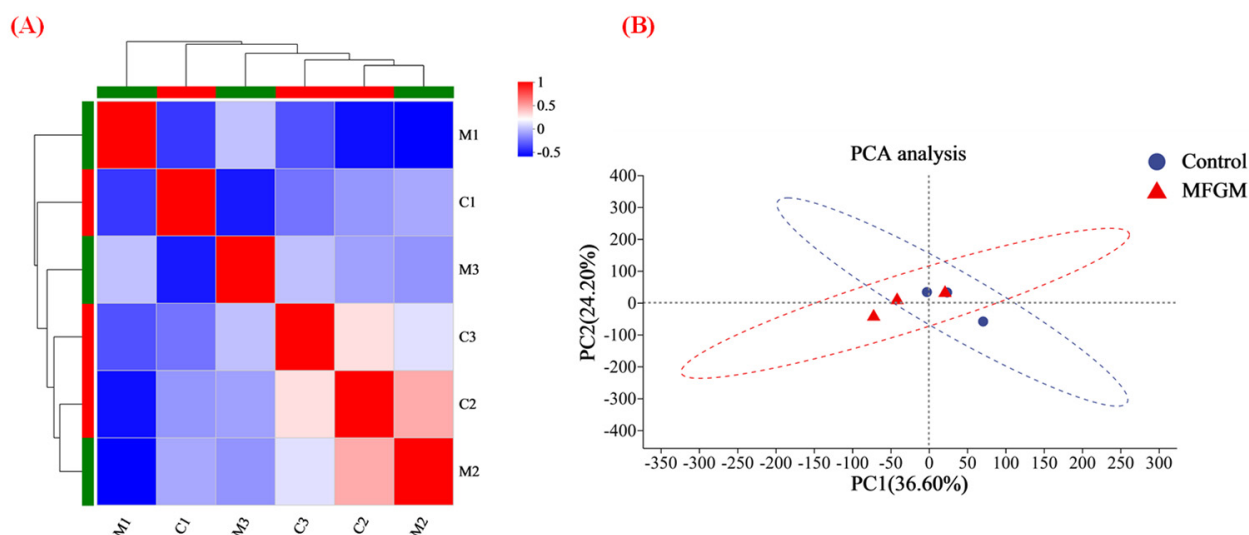 (A)
1
0.5
0
-0.5
M1
C1
M3
C3
C2
M2
M1
C1
M3
C3
C2
M2
(B)
PCA analysis
Control
MFGM
400
300
200
100
0
-100
-200
-300
-400
PC2(24.20%)
-350 -300 -250 -200 -150 -100 -50 0 50 100 150 200 250 300
PC1(36.60%)